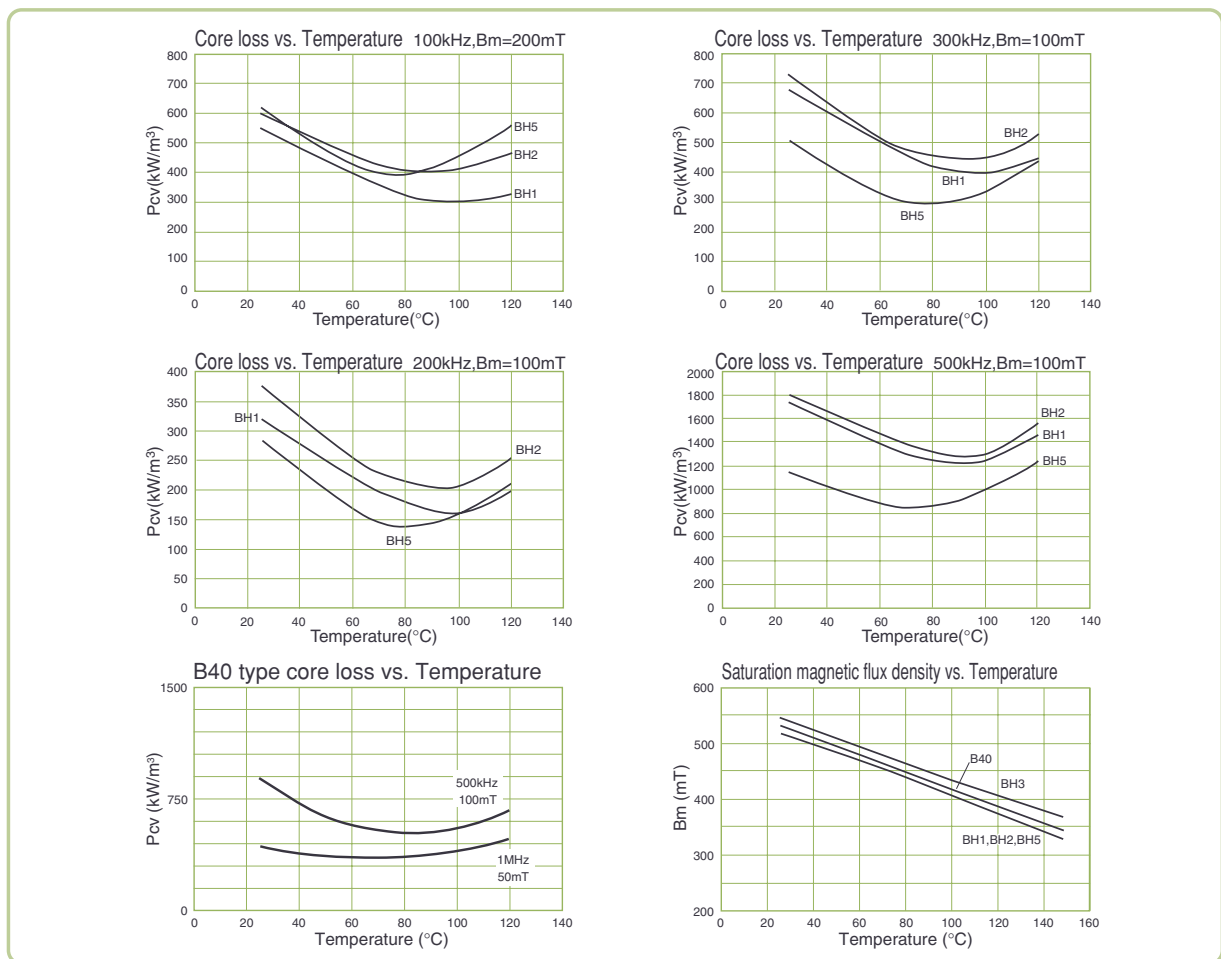 Core loss vs. Temperature 100kHz,Bm=200mT
800
700
600
500
400
300
200
100
0
Pcv(kW/m³)
BH5
BH2
BH1
0 20 40 60 80 100 120 140
Temperature(°C)
Core loss vs. Temperature 300kHz,Bm=100mT
800
700
600
500
400
300
200
100
0
Pcv(kW/m³)
BH2
BH1
BH5
0 20 40 60 80 100 120 140
Temperature(°C)
Core loss vs. Temperature 200kHz,Bm=100mT
400
350
300
250
200
150
100
50
0
Pcv(kW/m³)
BH1
BH2
BH5
0 20 40 60 80 100 120 140
Temperature(°C)
Core loss vs. Temperature 500kHz,Bm=100mT
2000
1800
1600
1400
1200
1000
800
600
400
200
0
Pcv(kW/m³)
BH2
BH1
BH5
0 20 40 60 80 100 120 140
Temperature(°C)
B40 type core loss vs. Temperature
1500
750
0
Pcv (kW/m³)
500kHz
100mT
1MHz
50mT
0 20 40 60 80 100 120 140
Temperature (°C)
Saturation magnetic flux density vs. Temperature
600
500
400
300
200
Bm (mT)
B40
BH3
BH1,BH2,BH5
0 20 40 60 80 100 120 140 160
Temperature (°C)